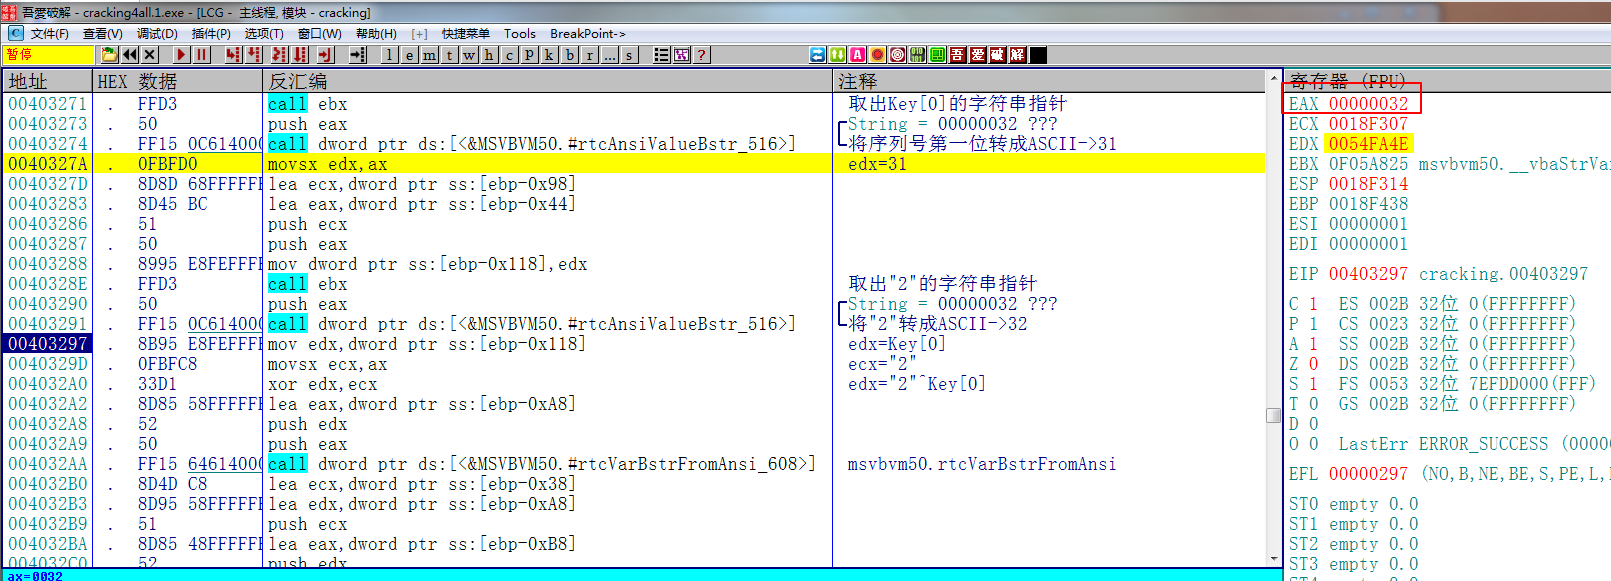 吾愛破解 - cracking4all.1.exe - [LCG -  主线程, 模块 - cracking]
文件(F) 查看(V) 调试(D) 插件(P) 选项(T) 窗口(W) 帮助(H) [+] 快捷菜单 Tools BreakPoint->
暂停 l e m t w h c p k b r ... s ? 吾 爱 破 解
地址 HEX 数据 反汇编 注释 寄存器 (FPU)
00403271 . FFD3 call ebx 取出Key[0]的字符串指针
00403273 . 50 push eax String = 00000032 ???
00403274 . FF15 0C614000 call dword ptr ds:[<&MSVBVM50.#rtcAnsiValueBstr_516>] 将序列号第一位转成ASCII->31
0040327A . 0FBFD0 movsx edx,ax edx=31
0040327D . 8D8D 68FFFFFF lea ecx,dword ptr ss:[ebp-0x98]
00403283 . 8D45 BC lea eax,dword ptr ss:[ebp-0x44]
00403286 . 51 push ecx
00403287 . 50 push eax
00403288 . 8995 E8FEFFFF mov dword ptr ss:[ebp-0x118],edx
0040328E . FFD3 call ebx 取出"2"的字符串指针
00403290 . 50 push eax String = 00000032 ???
00403291 . FF15 0C614000 call dword ptr ds:[<&MSVBVM50.#rtcAnsiValueBstr_516>] 将"2"转成ASCII->32
00403297 . 8B95 E8FEFFFF mov edx,dword ptr ss:[ebp-0x118] edx=Key[0]
0040329D . 0FBFC8 movsx ecx,ax ecx="2"
004032A0 . 33D1 xor edx,ecx edx="2"^Key[0]
004032A2 . 8D85 58FFFFFF lea eax,dword ptr ss:[ebp-0xA8]
004032A8 . 52 push edx
004032A9 . 50 push eax
004032AA . FF15 64614000 call dword ptr ds:[<&MSVBVM50.#rtcVarBstrFromAnsi_608>] msvbvm50.rtcVarBstrFromAnsi
004032B0 . 8D4D C8 lea ecx,dword ptr ss:[ebp-0x38]
004032B3 . 8D95 58FFFFFF lea edx,dword ptr ss:[ebp-0xA8]
004032B9 . 51 push ecx
004032BA . 8D85 48FFFFFF lea eax,dword ptr ss:[ebp-0xB8]
004032C0 . 52 push edx
ax=0032
EAX 00000032
ECX 0018F307
EDX 0054FA4E
EBX 0F05A825 msvbvm50.__vbaStrVar
ESP 0018F314
EBP 0018F438
ESI 00000001
EDI 00000001
EIP 00403297 cracking.00403297
C 1 ES 002B 32位 0(FFFFFFFF)
P 1 CS 0023 32位 0(FFFFFFFF)
A 1 SS 002B 32位 0(FFFFFFFF)
Z 0 DS 002B 32位 0(FFFFFFFF)
S 1 FS 0053 32位 7EFDD000(FFF)
T 0 GS 002B 32位 0(FFFFFFFF)
D 0
O 0 LastErr ERROR_SUCCESS (0000
EFL 00000297 (NO,B,NE,BE,S,PE,L,
ST0 empty 0.0
ST1 empty 0.0
ST2 empty 0.0
ST3 empty 0.0